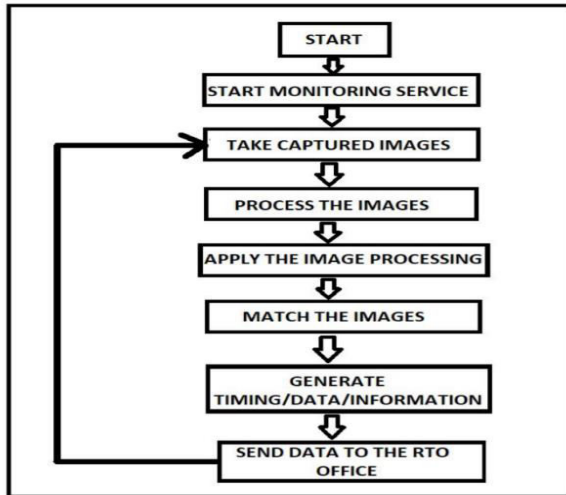 START
START MONITORING SERVICE
TAKE CAPTURED IMAGES
PROCESS THE IMAGES
APPLY THE IMAGE PROCESSING
MATCH THE IMAGES
GENERATE
TIMING/DATA/INFORMATION
SEND DATA TO THE RTO
OFFICE